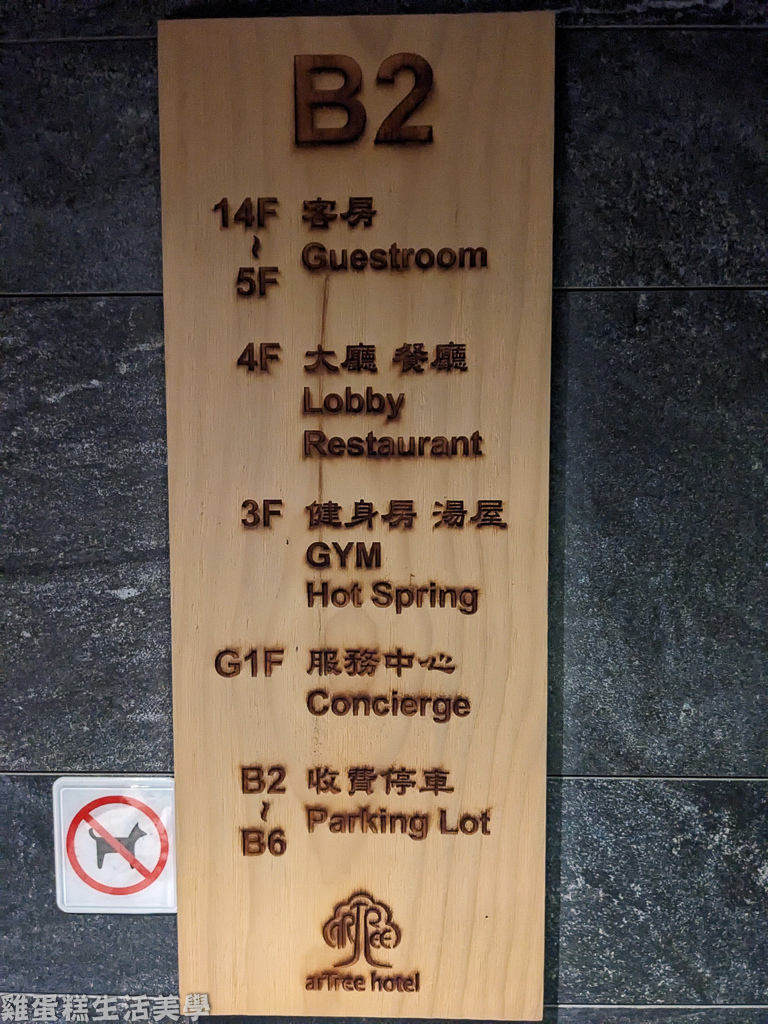 B2
14F 客房
~ Guestroom
5F
4F 大廳 餐廳
Lobby
Restaurant
3F 健身房 湯屋
GYM
Hot Spring
G1F 服務中心
Concierge
B2 收費停車
~ Parking Lot
B6
arTree
arTree hotel
雞蛋糕生活美學